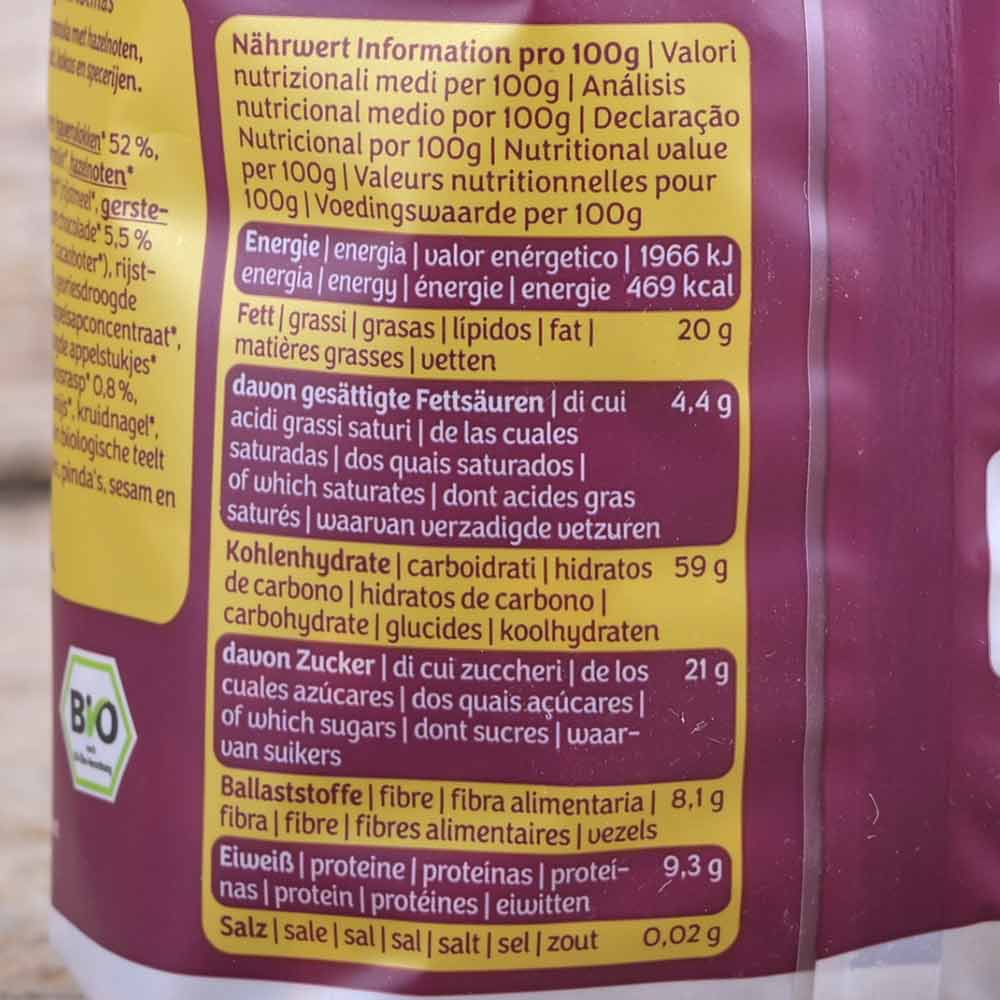 met hazelnoten,
en specerijen.
52 %,
hazelnoten*
gerste-
5,5 %
rijst-
appelstukjes*
0,8 %,
kruidnagel*,
biologische teelt
pinda's, sesam en
BIO
Nährwert Information pro 100g | Valori
nutrizionali medi per 100g | Análisis
nutricional medio por 100g | Declaração
Nutricional por 100g | Nutritional value
per 100g | Valeurs nutritionnelles pour
100g | Voedingswaarde per 100g
Energie | energia | valor enérgetico | 1966 kJ
energia | energy | énergie | energie 469 kcal
Fett | grassi | grasas | lípidos | fat | 20 g
matières grasses | vetten
davon gesättigte Fettsäuren | di cui 4,4 g
acidi grassi saturi | de las cuales
saturadas | dos quais saturados |
of which saturates | dont acides gras
saturés | waarvan verzadigde vetzuren
Kohlenhydrate | carboidrati | hidratos 59 g
de carbono | hidratos de carbono |
carbohydrate | glucides | koolhydraten
davon Zucker | di cui zuccheri | de los 21 g
cuales azúcares | dos quais açúcares |
of which sugars | dont sucres | waar-
van suikers
Ballaststoffe | fibre | fibra alimentaria | 8,1 g
fibra | fibre | fibres alimentaires | vezels
Eiweiß | proteine | proteínas | proteí- 9,3 g
nas | protein | protéines | eiwitten
Salz | sale | sal | sal | salt | sel | zout 0,02 g